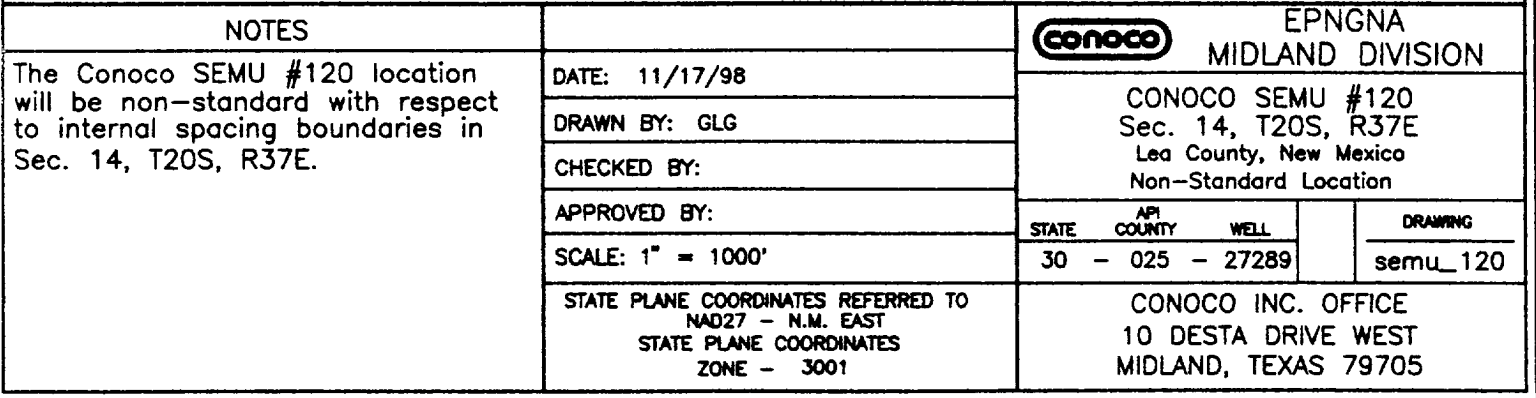 NOTES
The Conoco SEMU #120 location
will be non-standard with respect
to internal spacing boundaries in
Sec. 14, T20S, R37E.
DATE: 11/17/98
DRAWN BY: GLG
CHECKED BY:
APPROVED BY:
SCALE: 1" = 1000'
STATE PLANE COORDINATES REFERRED TO
NAD27 - N.M. EAST
STATE PLANE COORDINATES
ZONE - 3001
conoco
EPNGNA
MIDLAND DIVISION
CONOCO SEMU #120
Sec. 14, T20S, R37E
Lea County, New Mexico
Non-Standard Location
API
STATE COUNTY WELL
30 - 025 - 27289
DRAWING
semu_120
CONOCO INC. OFFICE
10 DESTA DRIVE WEST
MIDLAND, TEXAS 79705